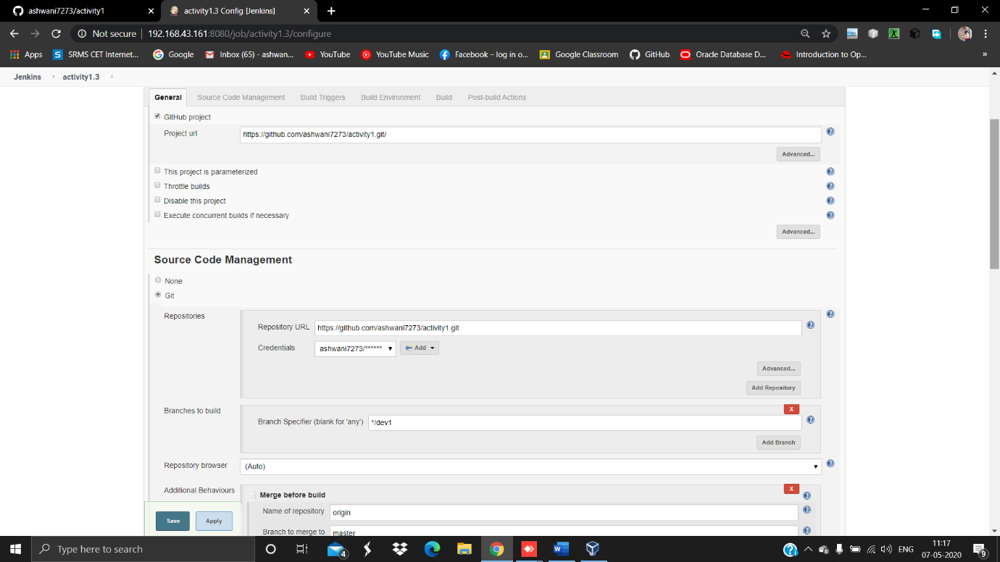 ashwani7273/activity1
activity1.3 Config [Jenkins]
Not secure | 192.168.43.161:8080/job/activity1.3/configure
Apps SRMS CET Internet... Google Inbox (65) - ashwan... YouTube YouTube Music Facebook – log in o... Google Classroom GitHub Oracle Database D... Introduction to Op... »
Jenkins activity1.3
General Source Code Management Build Triggers Build Environment Build Post-build Actions
GitHub project
Project url https://github.com/ashwani7273/activity1.git/
Advanced...
This project is parameterized
Throttle builds
Disable this project
Execute concurrent builds if necessary
Advanced...
Source Code Management
None
Git
Repositories
Repository URL https://github.com/ashwani7273/activity1.git
Credentials ashwani7273/****** Add
Advanced...
Add Repository
Branches to build
X
Branch Specifier (blank for 'any') */dev1
Add Branch
Repository browser (Auto)
Additional Behaviours
X
Merge before build
Name of repository origin
Branch to merge to master
Save Apply
Type here to search
4
ENG
11:17
07-05-2020
9